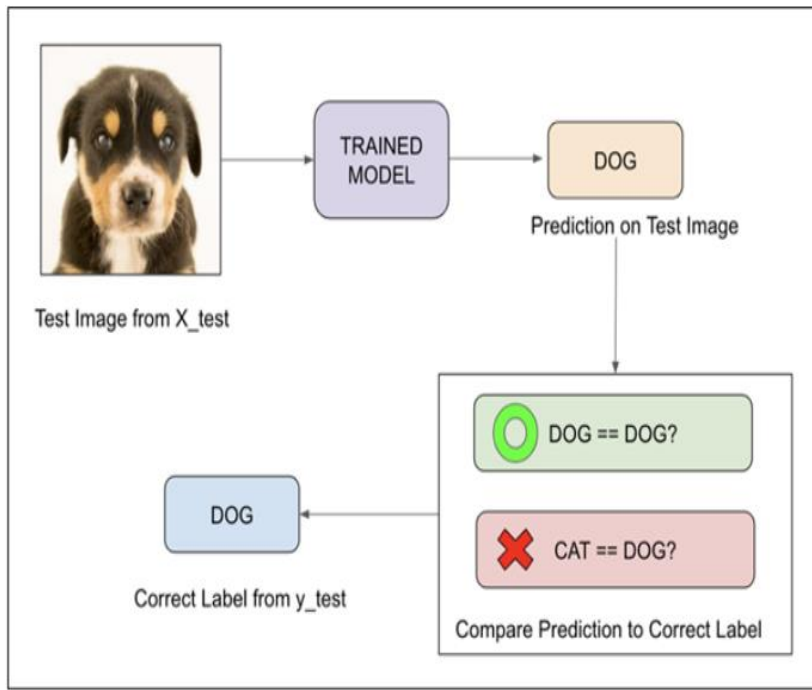 TRAINED
MODEL
DOG
Prediction on Test Image
Test Image from X_test
DOG == DOG?
CAT == DOG?
Compare Prediction to Correct Label
DOG
Correct Label from y_test